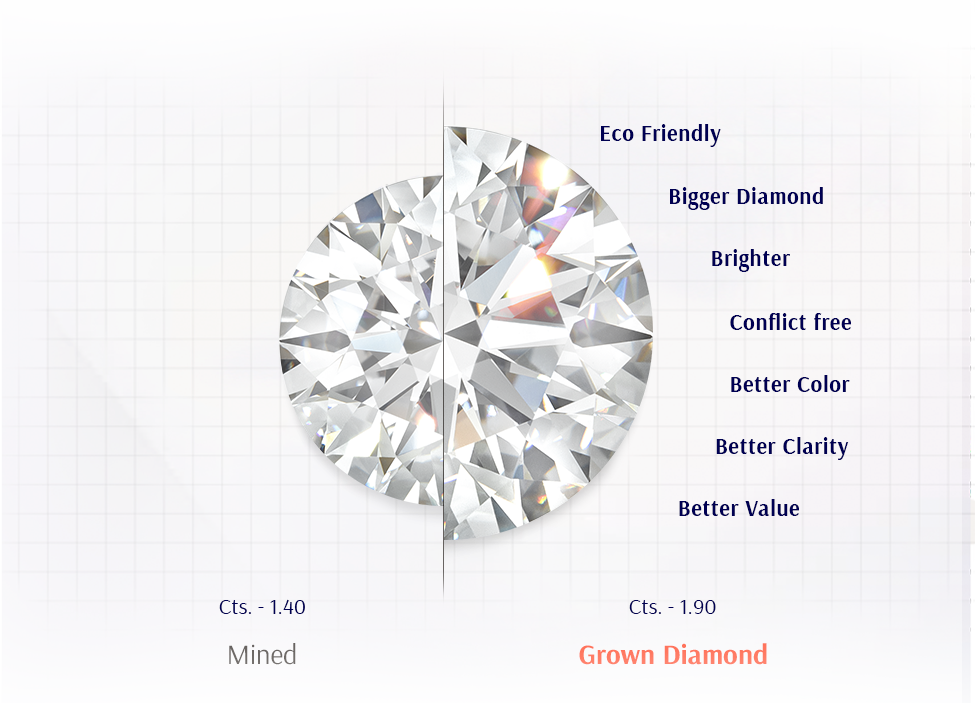 Eco Friendly
Bigger Diamond
Brighter
Conflict free
Better Color
Better Clarity
Better Value
Cts. - 1.40
Cts. - 1.90
Mined
Grown Diamond